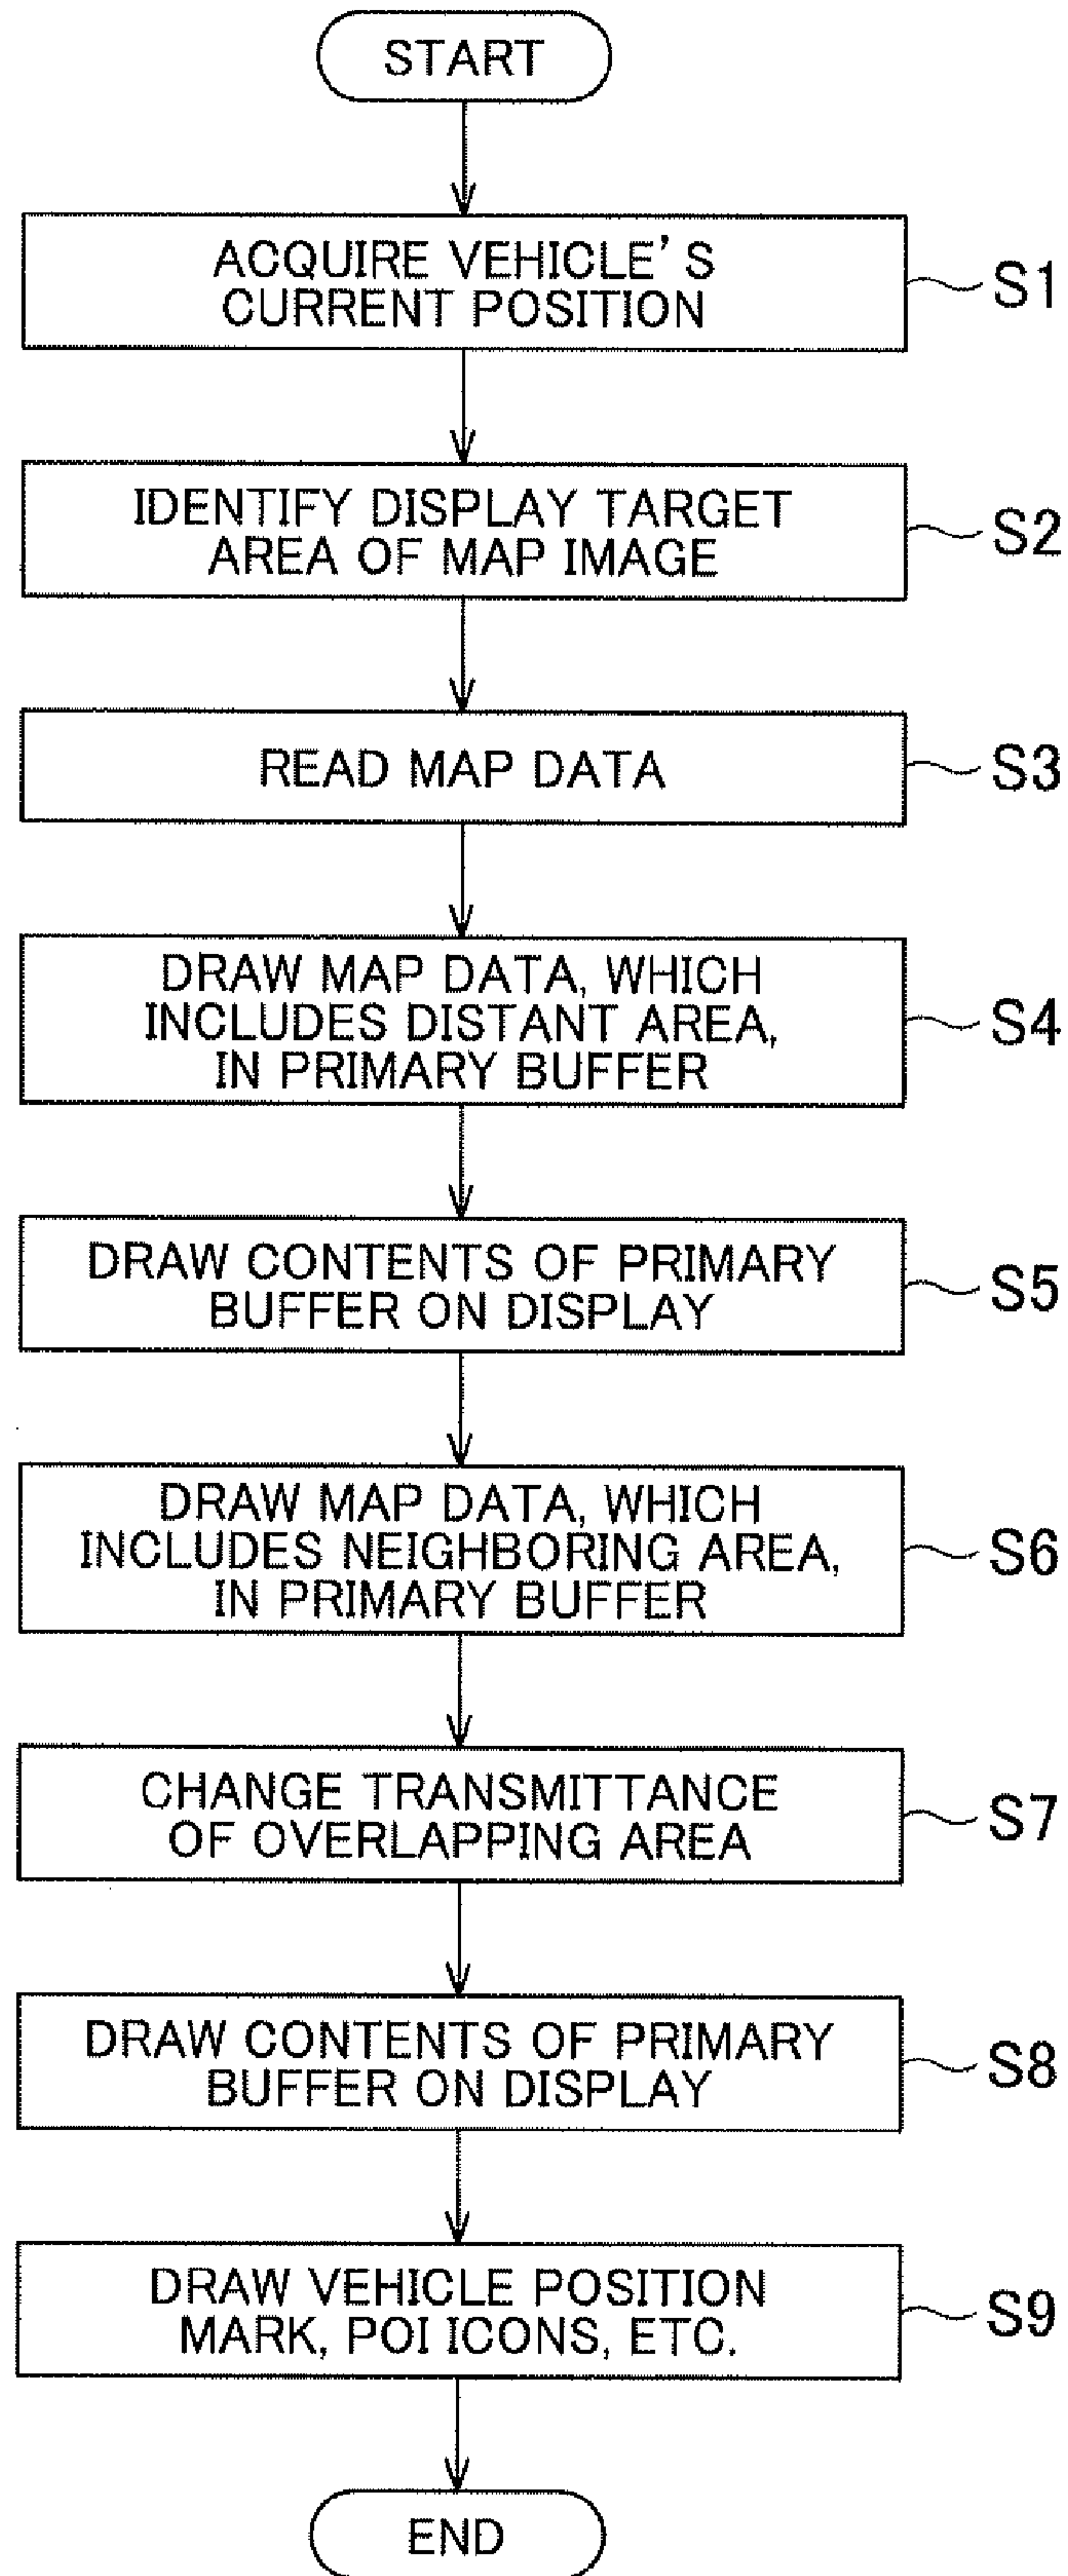 START
ACQUIRE VEHICLE'S
CURRENT POSITION
S1
IDENTIFY DISPLAY TARGET
AREA OF MAP IMAGE
S2
READ MAP DATA
S3
DRAW MAP DATA, WHICH
INCLUDES DISTANT AREA,
IN PRIMARY BUFFER
S4
DRAW CONTENTS OF PRIMARY
BUFFER ON DISPLAY
S5
DRAW MAP DATA, WHICH
INCLUDES NEIGHBORING AREA,
IN PRIMARY BUFFER
S6
CHANGE TRANSMITTANCE
OF OVERLAPPING AREA
S7
DRAW CONTENTS OF PRIMARY
BUFFER ON DISPLAY
S8
DRAW VEHICLE POSITION
MARK, POI ICONS, ETC.
S9
END